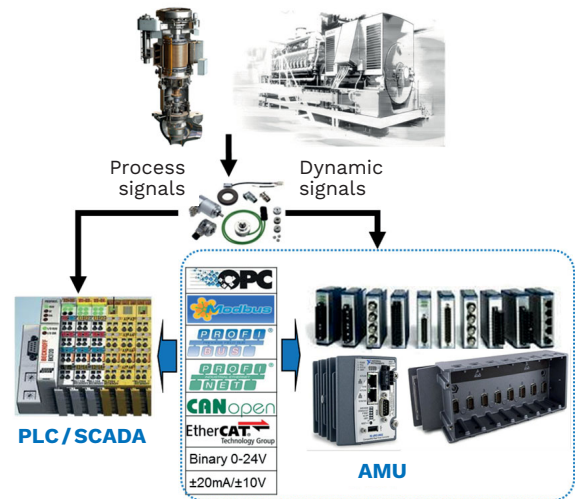 Process
signals
Dynamic
signals
OPC
Modbus
PROFI
BUS
PROFI
NET
CANopen
EtherCAT
Technology Group
Binary 0-24V
±20mA/±10V
BECKHOFF
PLC / SCADA
AMU